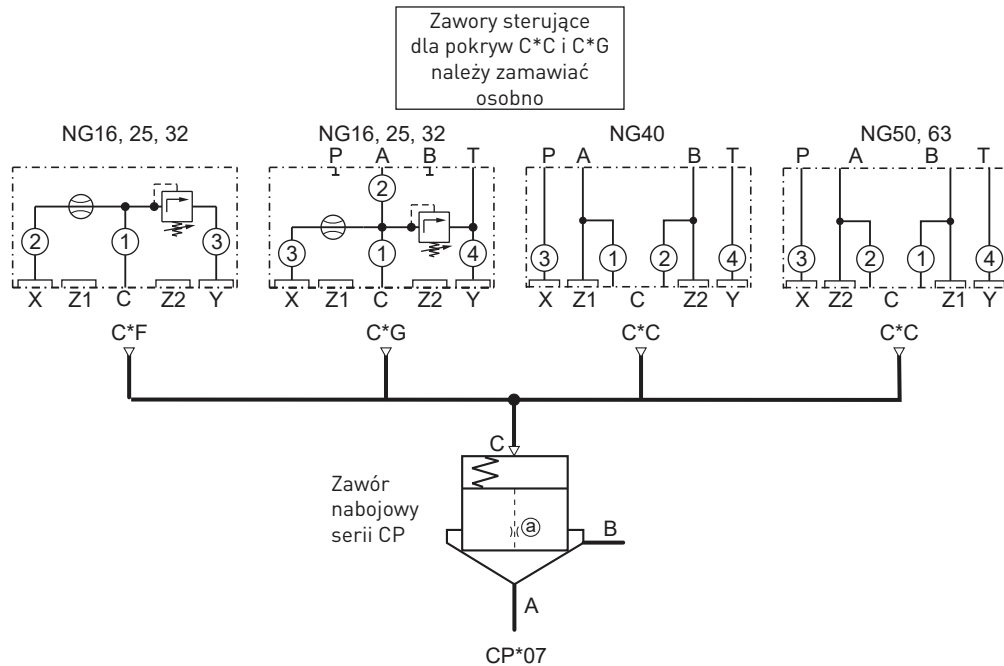 Zawory sterujące
dla pokryw C*C i C*G
należy zamawiać
osobno
NG16, 25, 32
NG16, 25, 32
NG40
NG50, 63
P A B T
P A B T
P A B T
2
1
3
X Z1 C Z2 Y
2
3
1
4
X Z1 C Z2 Y
3
1
2
4
X Z1 C Z2 Y
3
2
1
4
X Z2 C Z1 Y
C*F
C*G
C*C
C*C
C
Zawór
nabojowy
serii CP
a
B
A
CP*07